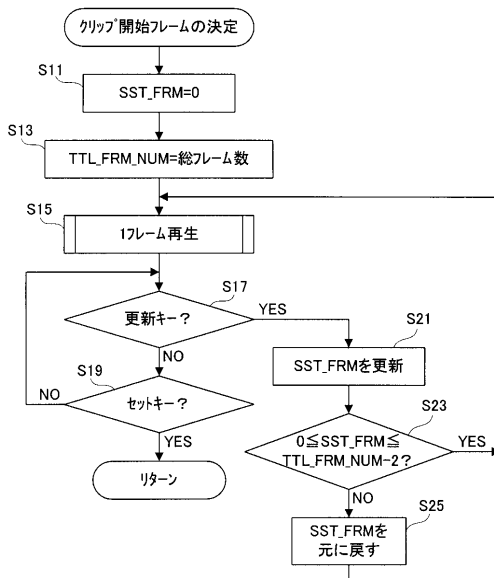 クリップ開始フレームの決定
S11
SST_FRM=0
S13
TTL_FRM_NUM=総フレーム数
S15
1フレーム再生
S17
更新キー?
YES
NO
S19
セットキー?
NO
YES
リターン
S21
SST_FRMを更新
S23
0≦SST_FRM≦
TTL_FRM_NUM-2?
YES
NO
S25
SST_FRMを
元に戻す